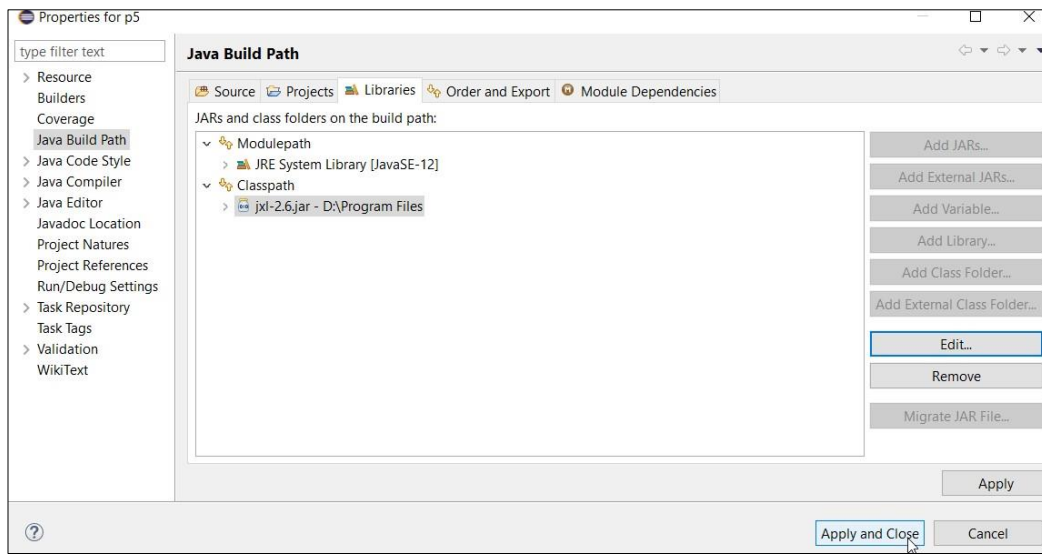 Properties for p5
type filter text
Resource
Builders
Coverage
Java Build Path
Java Code Style
Java Compiler
Java Editor
Javadoc Location
Project Natures
Project References
Run/Debug Settings
Task Repository
Task Tags
Validation
WikiText
Java Build Path
Source Projects Libraries Order and Export Module Dependencies
JARs and class folders on the build path:
Modulepath
JRE System Library [JavaSE-12]
Classpath
jxl-2.6.jar - D:\Program Files
Add JARs...
Add External JARs...
Add Variable...
Add Library...
Add Class Folder...
Add External Class Folder...
Edit...
Remove
Migrate JAR File...
Apply
Apply and Close Cancel